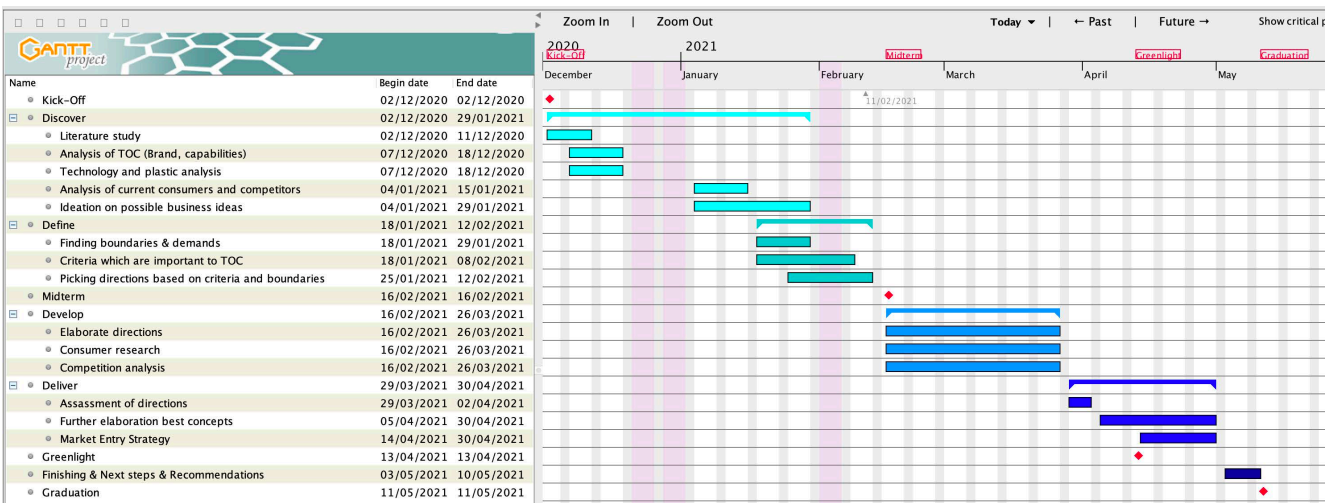 Zoom In | Zoom Out Today ▾ | ← Past | Future → Show critical p
GANTT project
2020 2021
Kick-Off Midterm Greenlight Graduation
December January February March April May
Name Begin date End date
Kick-Off 02/12/2020 02/12/2020
11/02/2021
Discover 02/12/2020 29/01/2021
Literature study 02/12/2020 11/12/2020
Analysis of TOC (Brand, capabilities) 07/12/2020 18/12/2020
Technology and plastic analysis 07/12/2020 18/12/2020
Analysis of current consumers and competitors 04/01/2021 15/01/2021
Ideation on possible business ideas 04/01/2021 29/01/2021
Define 18/01/2021 12/02/2021
Finding boundaries & demands 18/01/2021 29/01/2021
Criteria which are important to TOC 18/01/2021 08/02/2021
Picking directions based on criteria and boundaries 25/01/2021 12/02/2021
Midterm 16/02/2021 16/02/2021
Develop 16/02/2021 26/03/2021
Elaborate directions 16/02/2021 26/03/2021
Consumer research 16/02/2021 26/03/2021
Competition analysis 16/02/2021 26/03/2021
Deliver 29/03/2021 30/04/2021
Assassment of directions 29/03/2021 02/04/2021
Further elaboration best concepts 05/04/2021 30/04/2021
Market Entry Strategy 14/04/2021 30/04/2021
Greenlight 13/04/2021 13/04/2021
Finishing & Next steps & Recommendations 03/05/2021 10/05/2021
Graduation 11/05/2021 11/05/2021